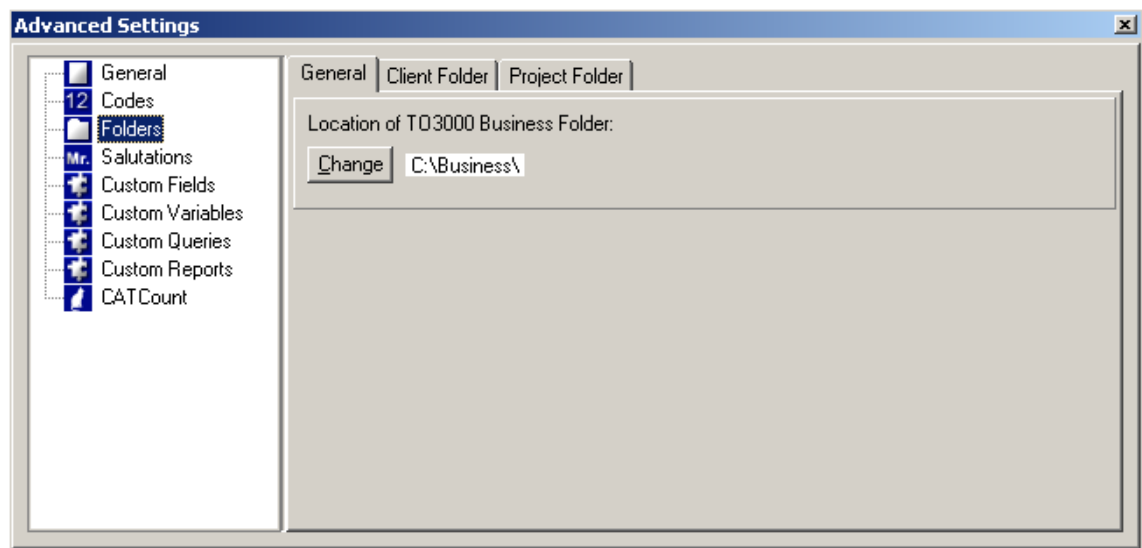 Advanced Settings
General
12 Codes
Folders
Mr. Salutations
Custom Fields
Custom Variables
Custom Queries
Custom Reports
CATCount
General Client Folder Project Folder
Location of TO3000 Business Folder:
Change C:\Business\